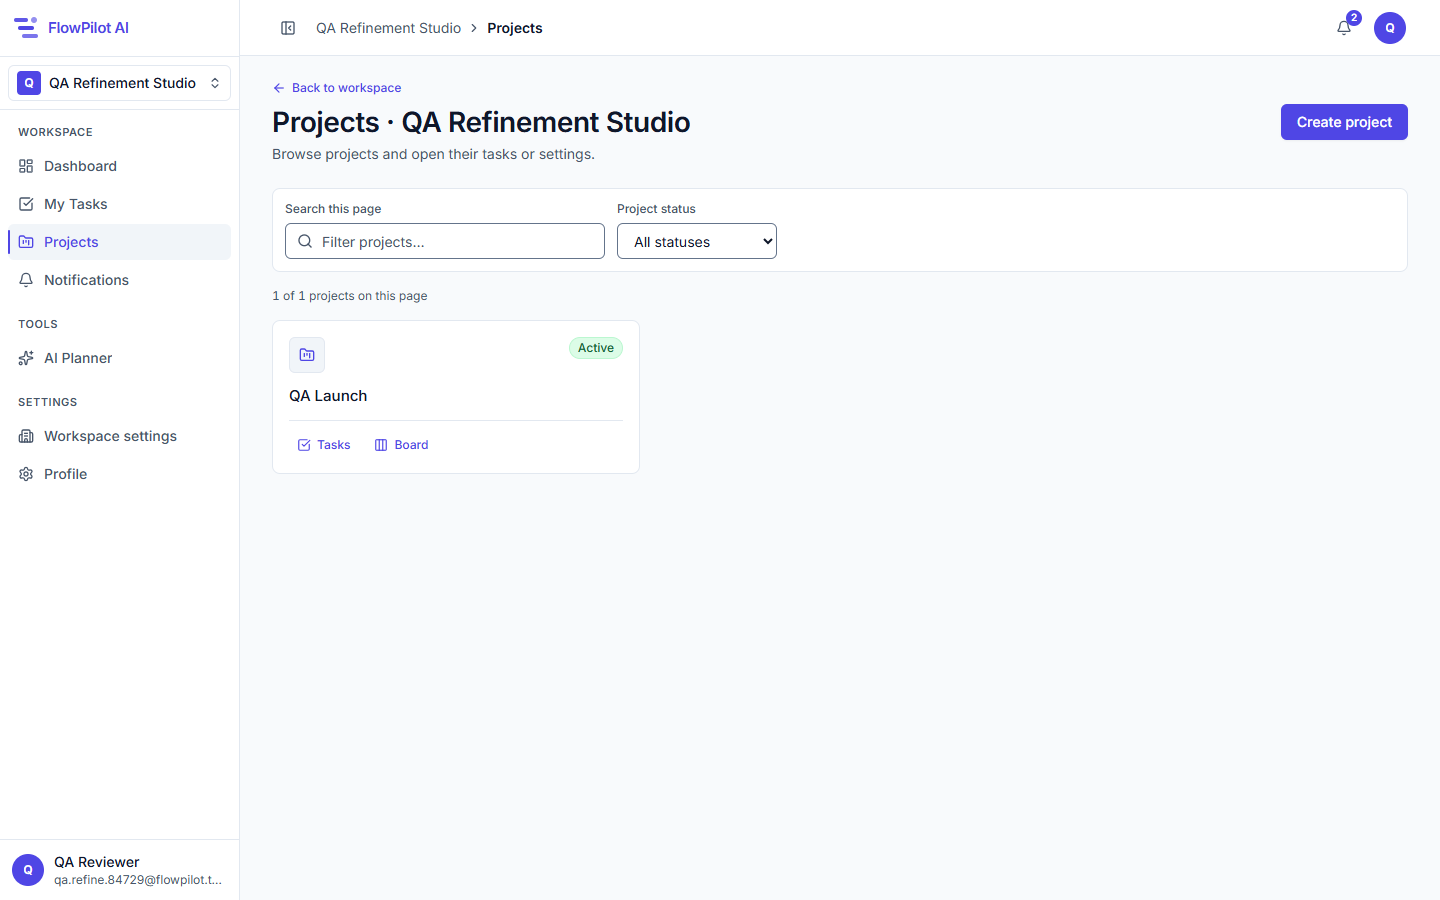 FlowPilot AI
Q QA Refinement Studio
WORKSPACE
Dashboard
My Tasks
Projects
Notifications
TOOLS
AI Planner
SETTINGS
Workspace settings
Profile
Q QA Reviewer
qa.refine.84729@flowpilot.t...
QA Refinement Studio > Projects
2
Q
Back to workspace
Projects · QA Refinement Studio
Create project
Browse projects and open their tasks or settings.
Search this page
Project status
Filter projects...
All statuses
1 of 1 projects on this page
Active
QA Launch
Tasks
Board